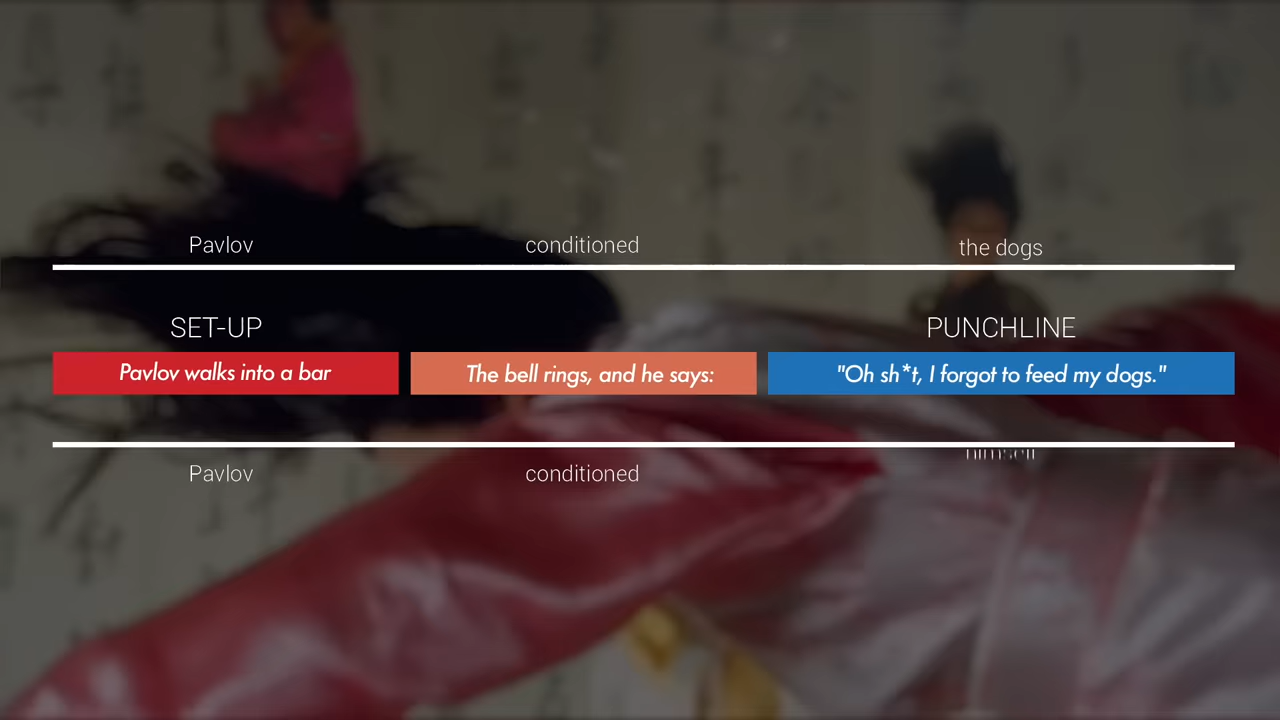 Pavlov conditioned the dogs
SET-UP PUNCHLINE
Pavlov walks into a bar The bell rings, and he says: "Oh sh*t, I forgot to feed my dogs."
Pavlov conditioned